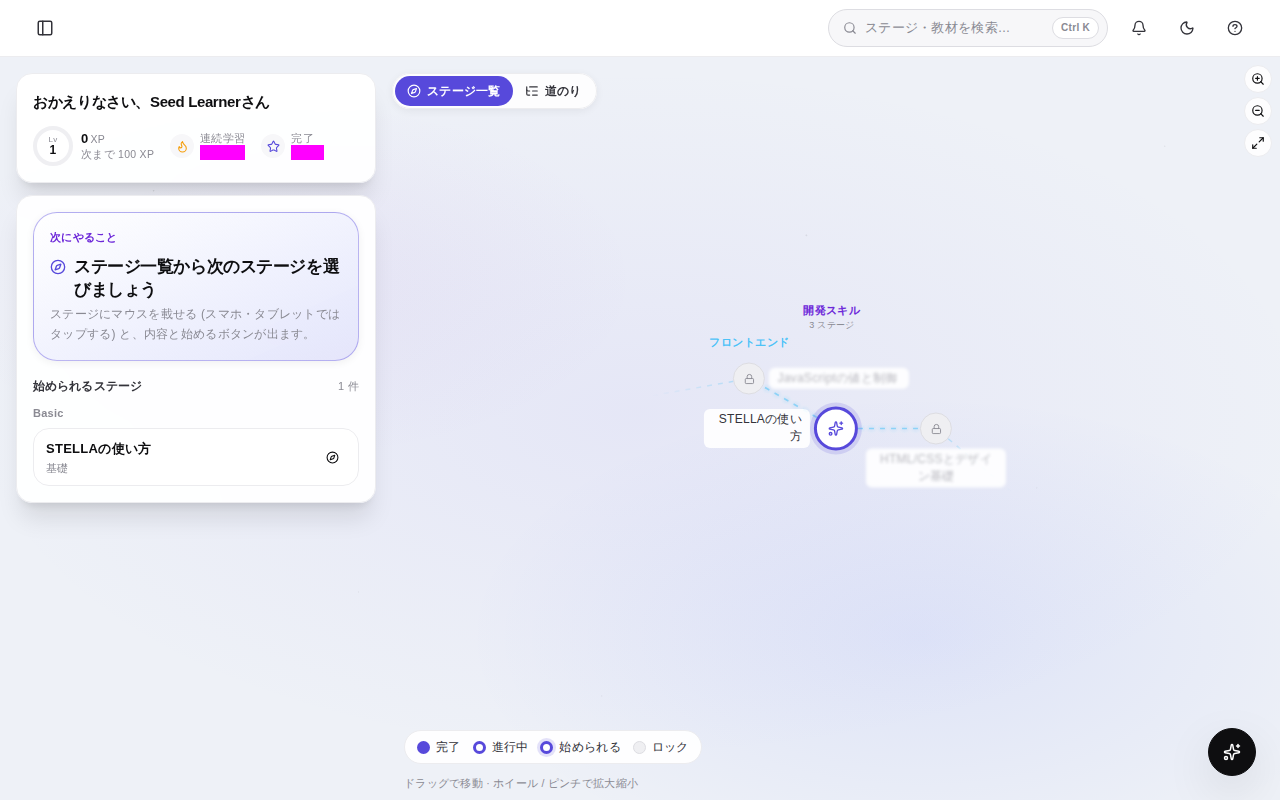 ステージ・教材を検索...
Ctrl K
おかえりなさい、Seed Learnerさん
Lv
1
0 XP
次まで 100 XP
連続学習
完了
ステージ一覧
道のり
次にやること
ステージ一覧から次のステージを選
びましょう
ステージにマウスを載せる (スマホ・タブレットでは
タップする) と、内容と始めるボタンが出ます。
始められるステージ
1 件
Basic
STELLAの使い方
基礎
開発スキル
3 ステージ
フロントエンド
JavaScriptの値と制御
STELLAの使い
方
HTML/CSSとデザイ
ン基礎
完了
進行中
始められる
ロック
ドラッグで移動 · ホイール / ピンチで拡大縮小